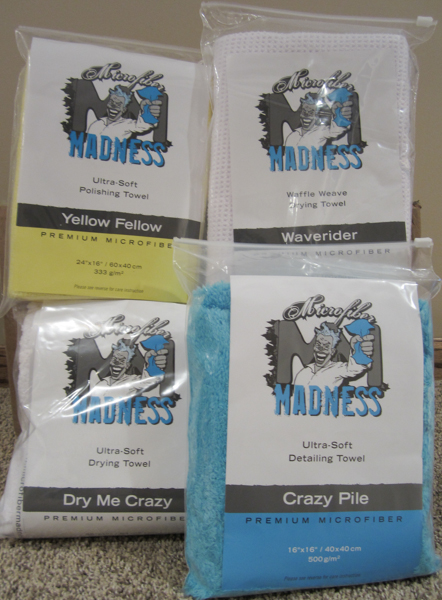 Microfiber
MADNESS
Ultra-Soft
Polishing Towel
Yellow Fellow
PREMIUM MICROFIBER
24"x16" / 60x40cm
333 g/m²
Microfiber
MADNESS
Waffle Weave
Drying Towel
Waverider
PREMIUM MICROFIBER
MADNESS
Ultra-Soft
Drying Towel
Dry Me Crazy
PREMIUM MICROFIBER
Microfiber
MADNESS
Ultra-Soft
Detailing Towel
Crazy Pile
PREMIUM MICROFIBER
16"x16" / 40x40cm
500g/m²